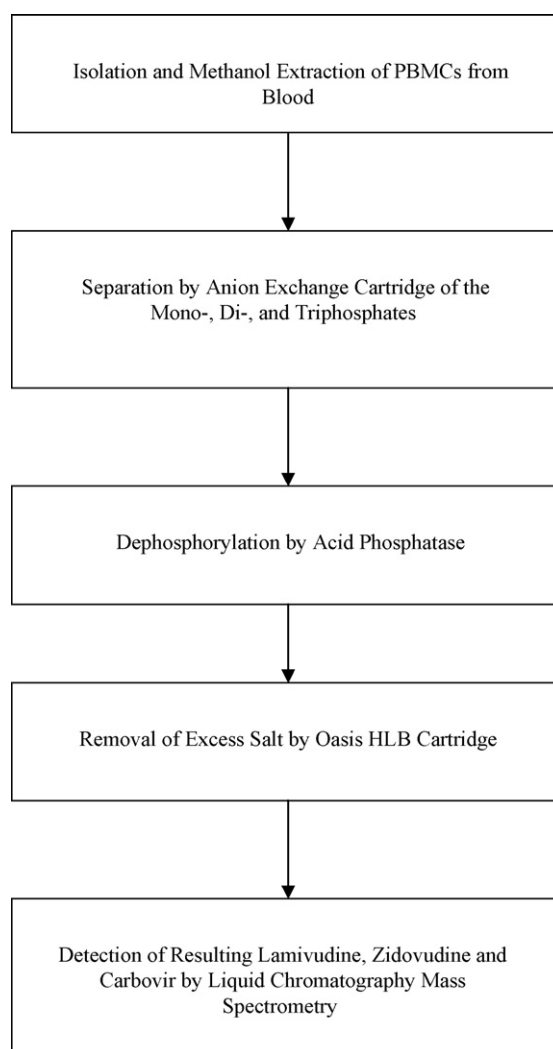 Isolation and Methanol Extraction of PBMCs from
Blood
Separation by Anion Exchange Cartridge of the
Mono-, Di-, and Triphosphates
Dephosphorylation by Acid Phosphatase
Removal of Excess Salt by Oasis HLB Cartridge
Detection of Resulting Lamivudine, Zidovudine and
Carbovir by Liquid Chromatography Mass
Spectrometry